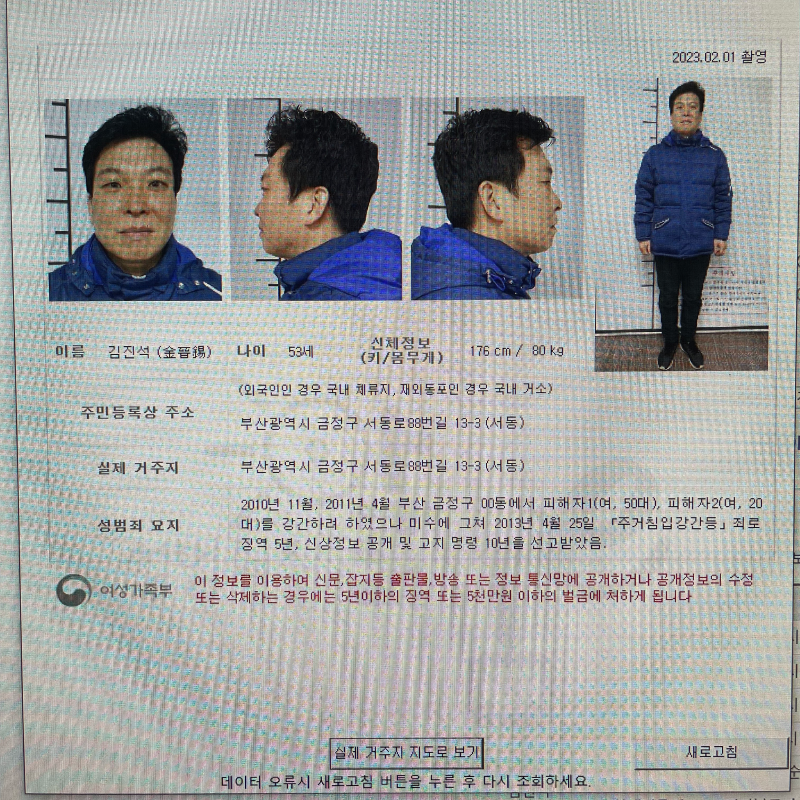 2023.02.01 촬영
이름 김진석 (金晉錫) 나이 53세 신체정보 (키/몸무게) 176 cm / 80 kg
(외국인인 경우 국내 체류지, 재외동포인 경우 국내 거소)
주민등록상 주소
부산광역시 금정구 서동로88번길 13-3 (서동)
실제 거주지 부산광역시 금정구 서동로88번길 13-3 (서동)
성범죄 요지
2010년 11월, 2011년 4월 부산 금정구 00동에서 피해자1(여, 50대), 피해자2(여, 20
대)를 강간하려 하였으나 미수에 그쳐 2013년 4월 25일 「주거침입강간등」죄로
징역 5년, 신상정보 공개 및 고지 명령 10년을 선고받았음.
여성가족부
이 정보를 이용하여 신문,잡지등 출판물,방송 또는 정보 통신망에 공개하거나 공개정보의 수정
또는 삭제하는 경우에는 5년이하의 징역 또는 5천만원 이하의 벌금에 처하게 됩니다
실제 거주지 지도로 보기 새로고침
데이터 오류시 새로고침 버튼을 누른 후 다시 조회하세요.